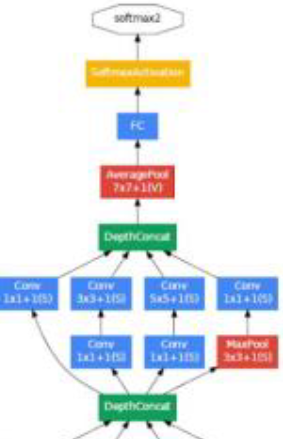 softmax2
SoftmaxActivation
FC
AveragePool
7x7+1(V)
DepthConcat
Conv
1x1+1(S)
Conv
3x3+1(S)
Conv
5x5+1(S)
Conv
1x1+1(S)
Conv
1x1+1(S)
Conv
1x1+1(S)
MaxPool
3x3+1(S)
DepthConcat